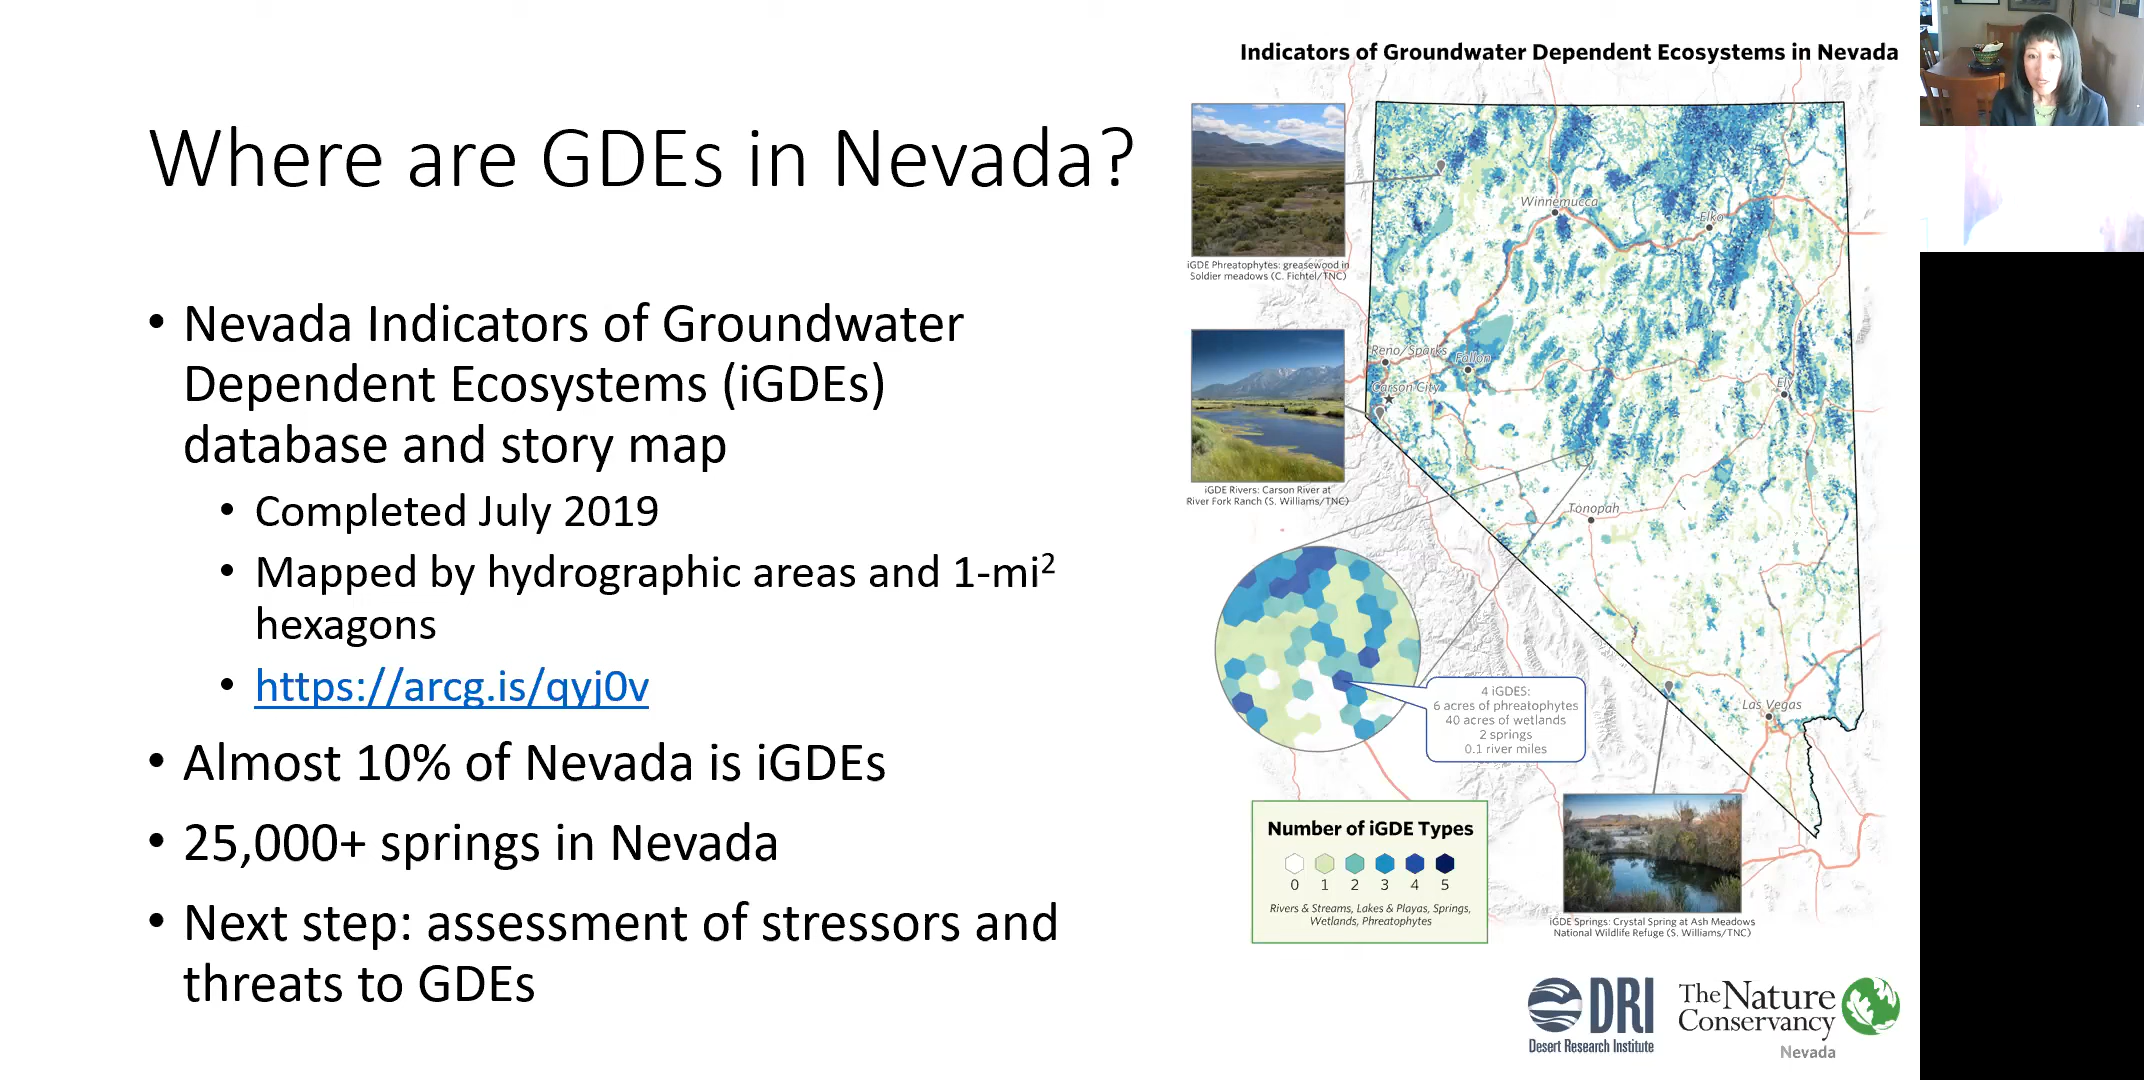 Where are GDEs in Nevada?
• Nevada Indicators of Groundwater
Dependent Ecosystems (iGDEs)
database and story map
• Completed July 2019
• Mapped by hydrographic areas and 1-mi²
hexagons
• https://arcg.is/qyj0v
• Almost 10% of Nevada is iGDEs
• 25,000+ springs in Nevada
• Next step: assessment of stressors and
threats to GDEs
Indicators of Groundwater Dependent Ecosystems in Nevada
iGDE Phreatophytes: greasewood in
Soldier meadows (C. Fichtel/TNC)
iGDE Rivers: Carson River at
River Fork Ranch (S. Williams/TNC)
Winnemucca
Elko
Reno/Sparks
Fallon
Carson City
Ely
Tonopah
Las Vegas
4 iGDES:
6 acres of phreatophytes
40 acres of wetlands
2 springs
0.1 river miles
Number of iGDE Types
0 1 2 3 4 5
Rivers & Streams, Lakes & Playas, Springs,
Wetlands, Phreatophytes
iGDE Springs: Crystal Spring at Ash Meadows
National Wildlife Refuge (S. Williams/TNC)
DRI
Desert Research Institute
The Nature
Conservancy
Nevada